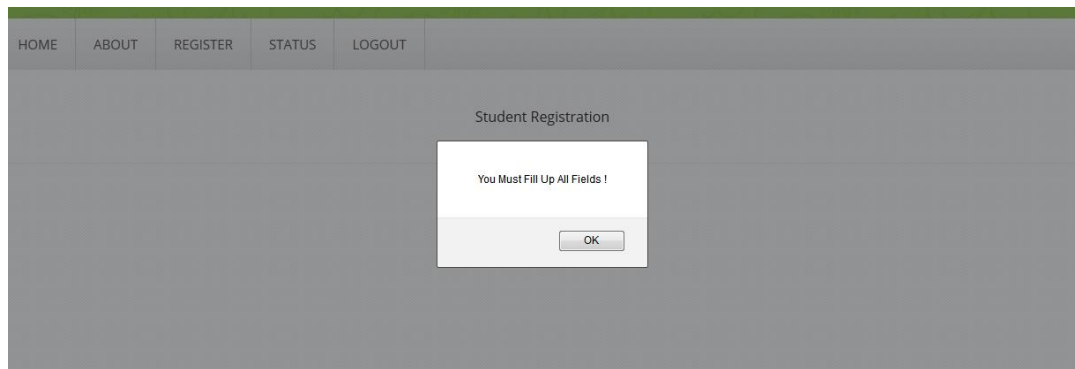 HOME ABOUT REGISTER STATUS LOGOUT
Student Registration
You Must Fill Up All Fields !
OK